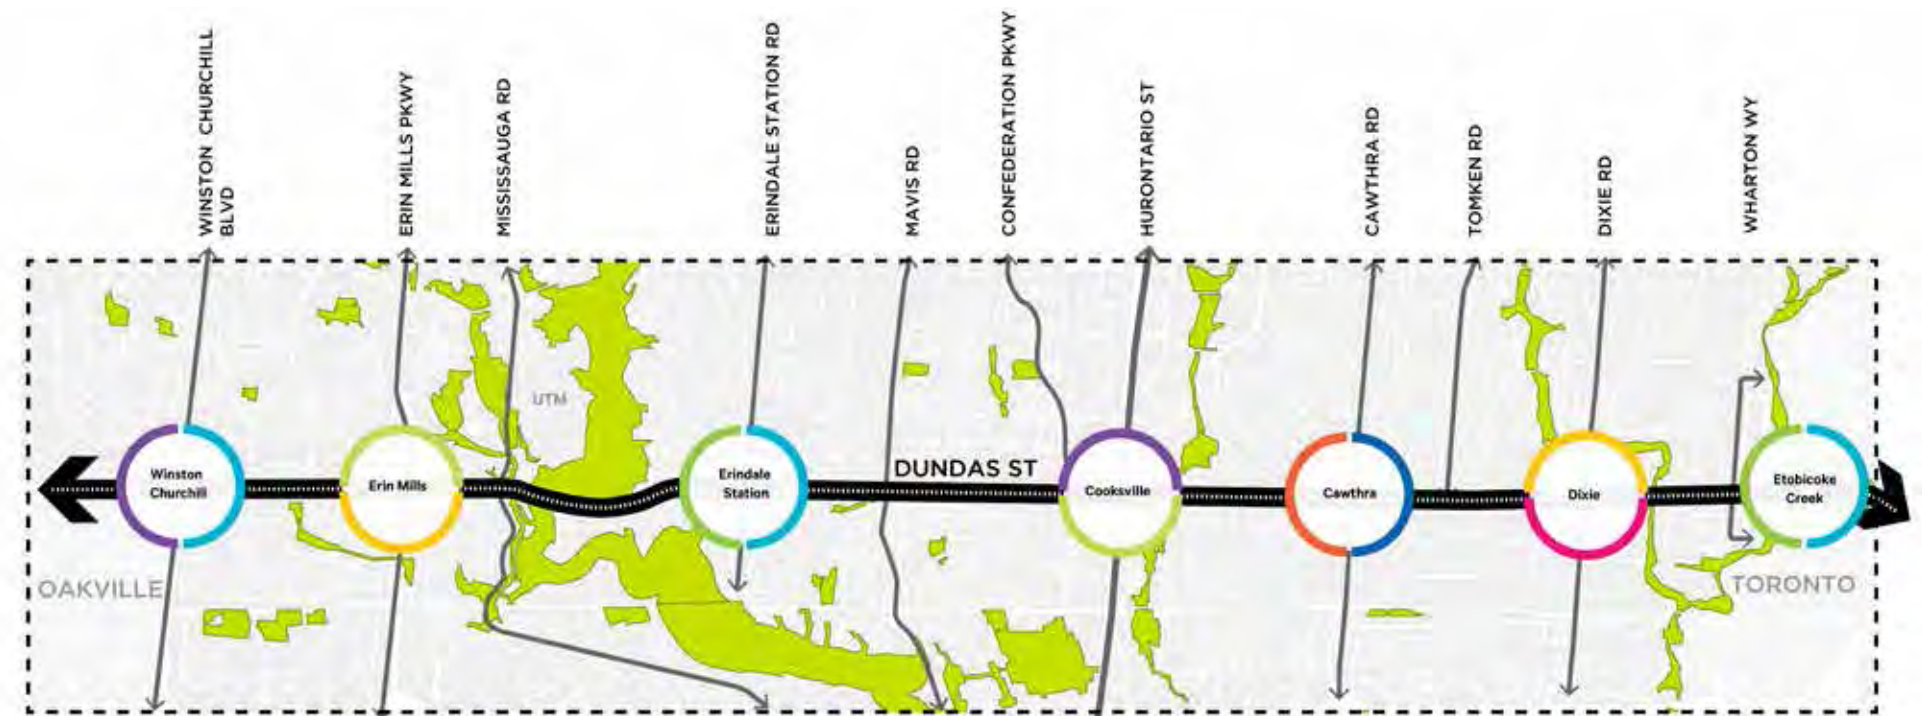 WINSTON CHURCHILL
BLVD
ERIN MILLS PKWY
MISSISSAUGA RD
ERINDALE STATION RD
MAVIS RD
CONFEDERATION PKWY
HURONTARIO ST
CAWTHRA RD
TOMKEN RD
DIXIE RD
WHARTON WY
UTM
DUNDAS ST
Winston
Churchill
Erin Mills
Erindale
Station
Cooksville
Cawthra
Dixie
Etobicoke
Creek
OAKVILLE
TORONTO